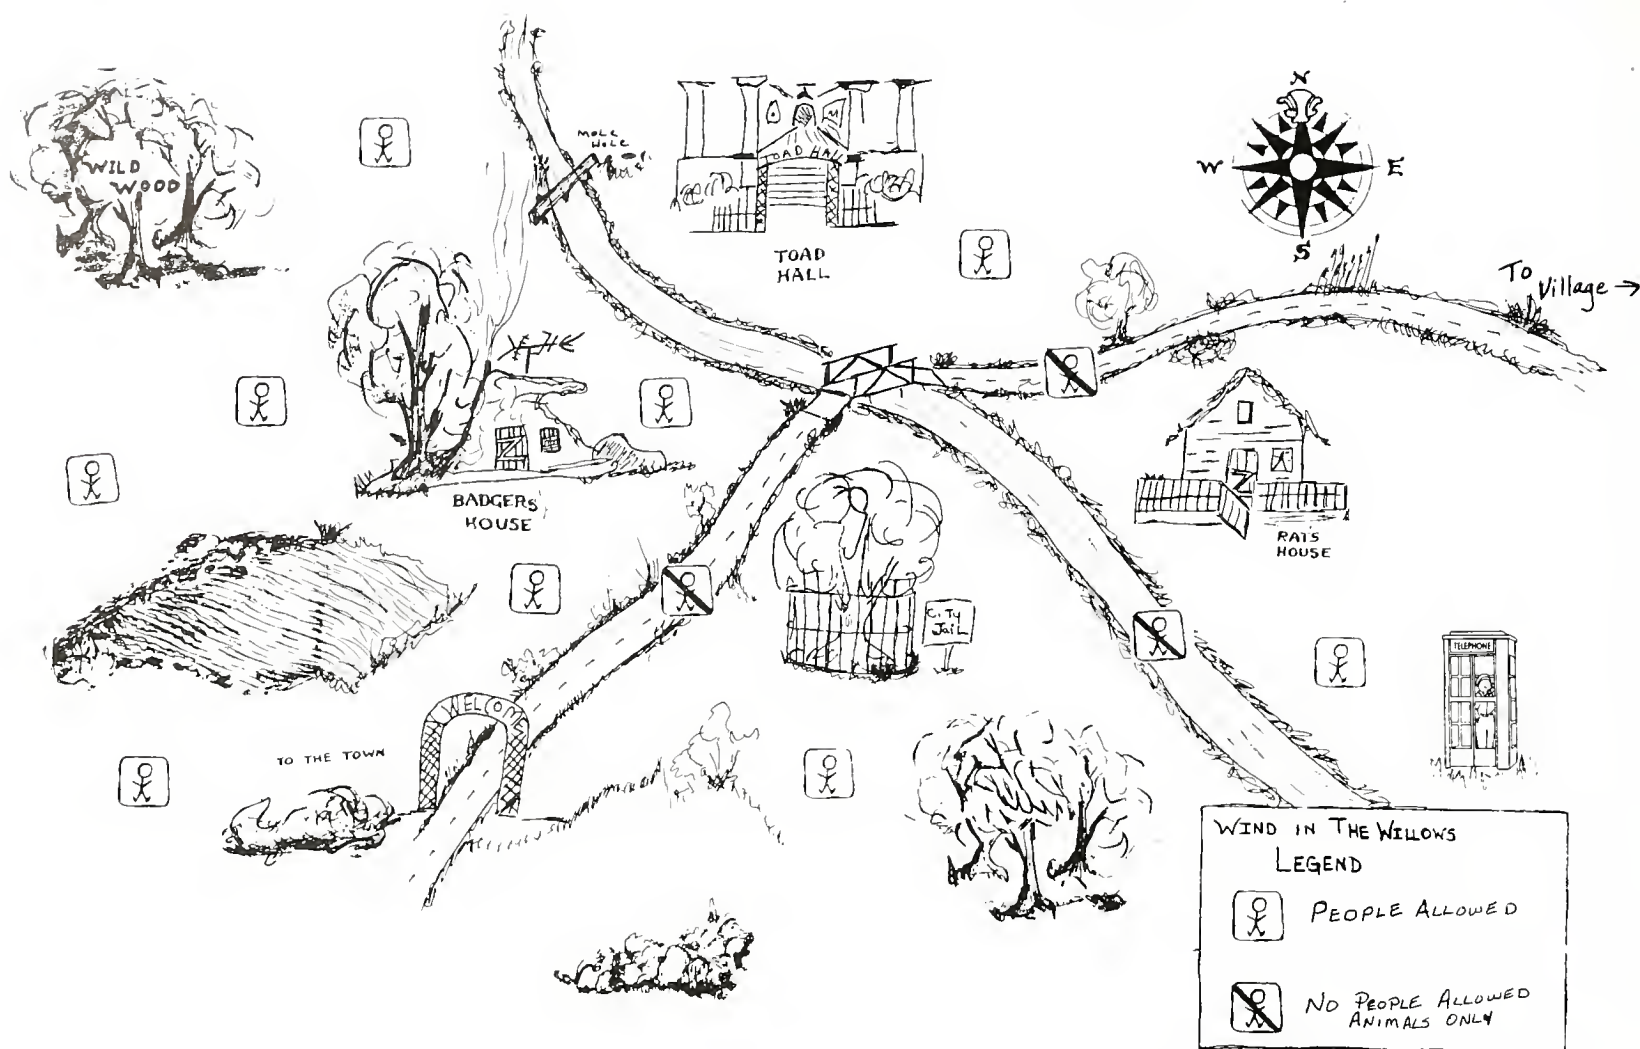 N
W
E
S
MOLE
HOLE
WILD
WOOD
TOAD HALL
TOAD
HALL
To
Village →
BADGERS'
HOUSE
RATS
HOUSE
CITY
JAIL
TELEPHONE
WELCOME
TO THE TOWN
WIND IN THE WILLOWS
LEGEND
PEOPLE ALLOWED
NO PEOPLE ALLOWED
ANIMALS ONLY